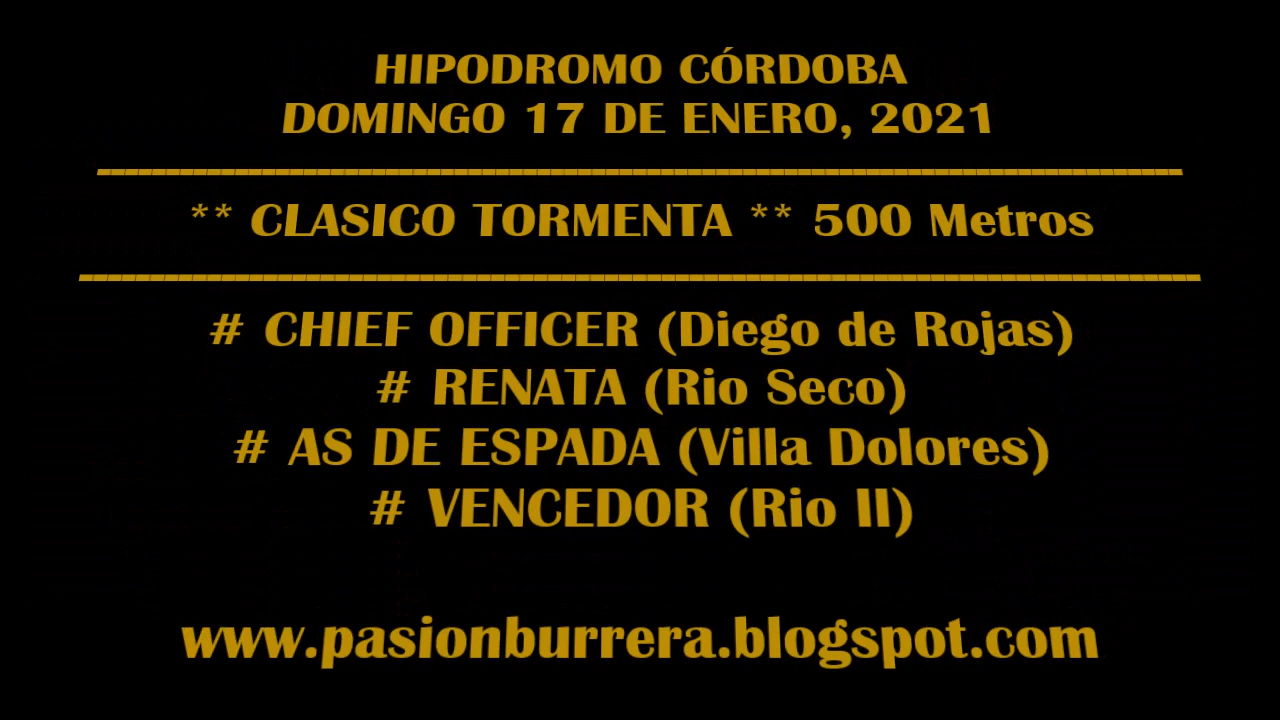 HIPODROMO CÓRDOBA
DOMINGO 17 DE ENERO, 2021
** CLASICO TORMENTA ** 500 Metros
# CHIEF OFFICER (Diego de Rojas)
# RENATA (Rio Seco)
# AS DE ESPADA (Villa Dolores)
# VENCEDOR (Rio II)
www.pasionburrera.blogspot.com